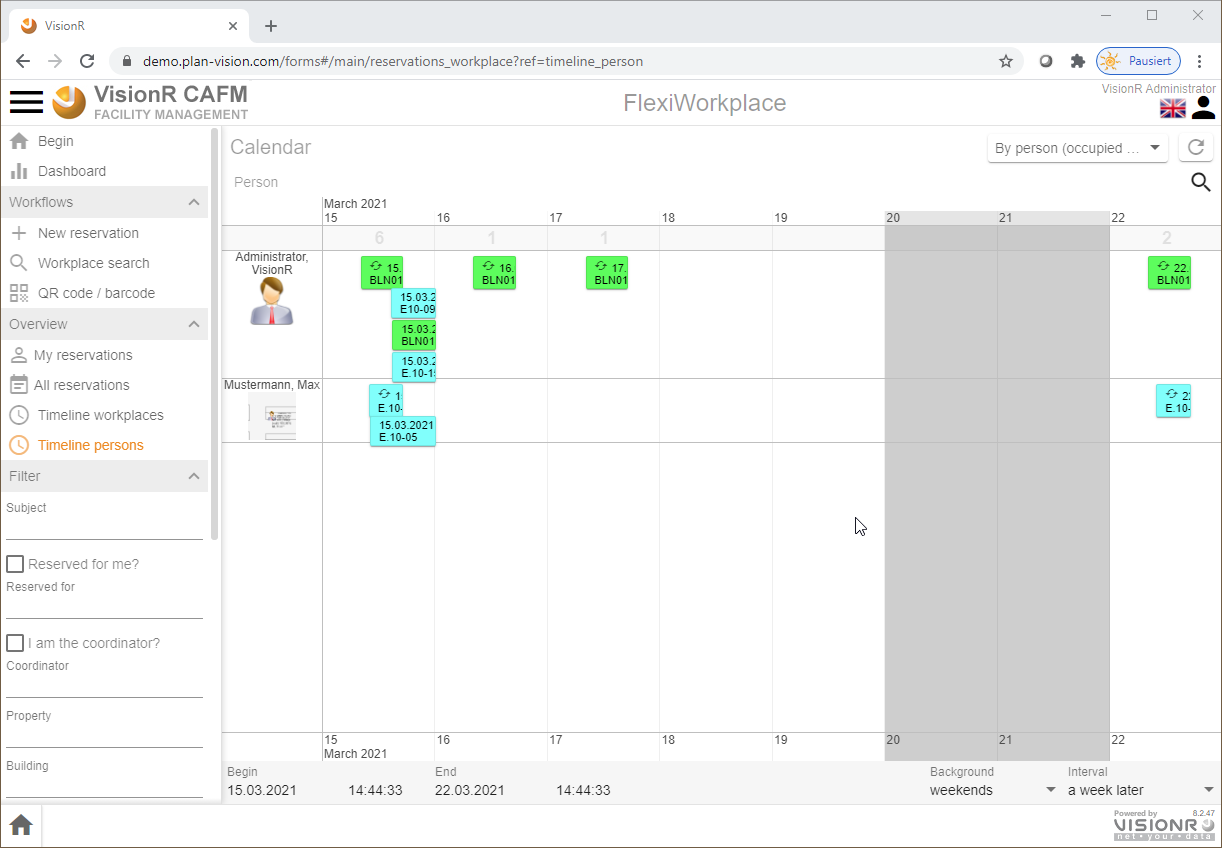 VisionR
demo.plan-vision.com/forms#/main/reservations_workplace?ref=timeline_person
Pausiert
VisionR CAFM
FACILITY MANAGEMENT
FlexiWorkplace
VisionR Administrator
Begin
Dashboard
Workflows
New reservation
Workplace search
QR code / barcode
Overview
My reservations
All reservations
Timeline workplaces
Timeline persons
Filter
Subject
Reserved for me?
Reserved for
I am the coordinator?
Coordinator
Property
Building
Calendar
By person (occupied ...
Person
March 2021
15 16 17 18 19 20 21 22
6 1 1 2
Administrator,
VisionR
15.
BLN01
16.
BLN01
17.
BLN01
22.
BLN01
15.03.2
E10-09
15.03.2
BLN01
15.03.2
E.10-1
Mustermann, Max
1
E.10-
22
E.10-
15.03.2021
E.10-05
15 16 17 18 19 20 21 22
March 2021
Begin End Background Interval
15.03.2021 14:44:33 22.03.2021 14:44:33 weekends a week later
Powered by 8.2.47
VISIONR
net • your • data